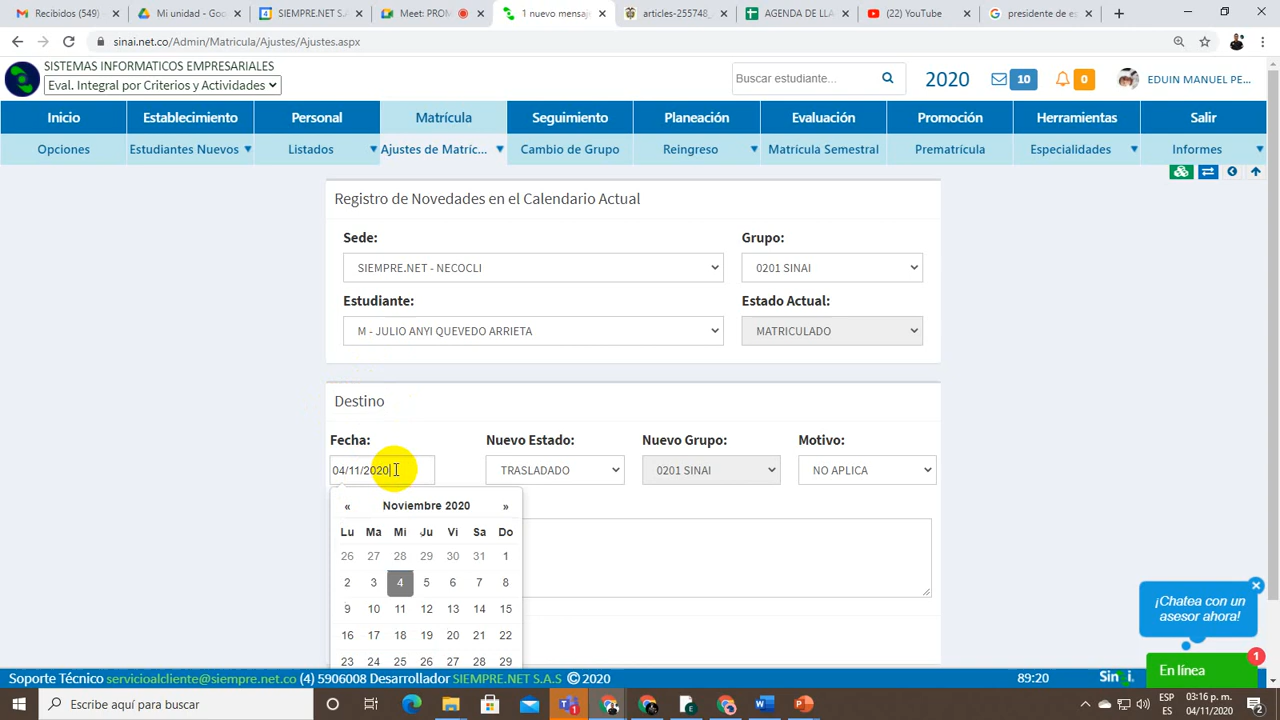 Recibidos (549)
Mi unidad - Goo
SIEMPRE.NET S.
Meet: PROM
1 nuevo mensaje
articles-255248_
AGENDA DE LLA
(22) YouTube
presidente de es
sinai.net.co/Admin/Matricula/Ajustes/Ajustes.aspx
SISTEMAS INFORMATICOS EMPRESARIALES
Eval. Integral por Criterios y Actividades
Buscar estudiante...
2020
10
0
EDUIN MANUEL PE...
Inicio Establecimiento Personal Matrícula Seguimiento Planeación Evaluación Promoción Herramientas Salir
Opciones Estudiantes Nuevos Listados Ajustes de Matríc... Cambio de Grupo Reingreso Matrícula Semestral Prematrícula Especialidades Informes
Registro de Novedades en el Calendario Actual
Sede: Grupo:
SIEMPRE.NET - NECOCLI 0201 SINAI
Estudiante: Estado Actual:
M - JULIO ANYI QUEVEDO ARRIETA MATRICULADO
Destino
Fecha: Nuevo Estado: Nuevo Grupo: Motivo:
04/11/2020 TRASLADADO 0201 SINAI NO APLICA
« Noviembre 2020 »
Lu Ma Mi Ju Vi Sa Do
26 27 28 29 30 31 1
2 3 4 5 6 7 8
9 10 11 12 13 14 15
16 17 18 19 20 21 22
23 24 25 26 27 28 29
¡Chatea con un
asesor ahora!
1
En línea
Soporte Técnico servicioalcliente@siempre.net.co (4) 5906008 Desarrollador SIEMPRE.NET S.A.S © 2020 89:20
Escribe aquí para buscar
ESP
ES
03:16 p. m.
04/11/2020
2